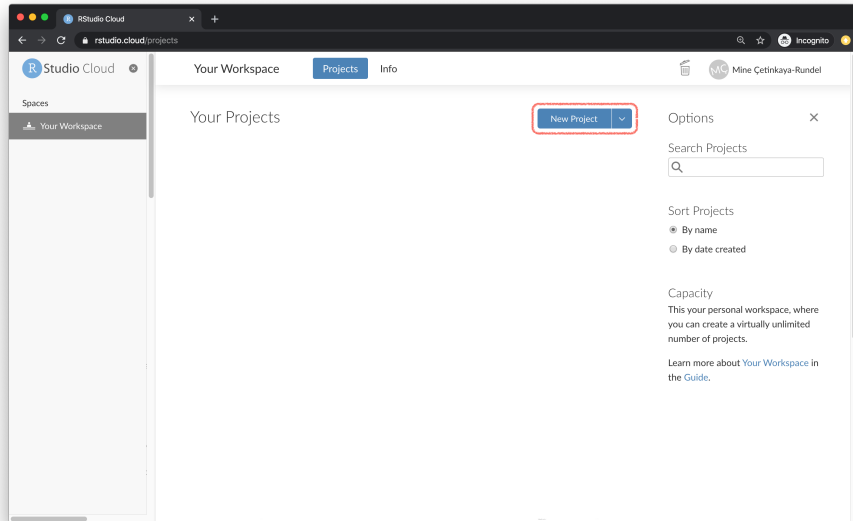 RStudio Cloud
rstudio.cloud/projects
Incognito
R Studio Cloud
Your Workspace
Projects
Info
MC
Mine Çetinkaya-Rundel
Spaces
Your Workspace
Your Projects
New Project
Options
Search Projects
Sort Projects
By name
By date created
Capacity
This your personal workspace, where
you can create a virtually unlimited
number of projects.
Learn more about Your Workspace in
the Guide.